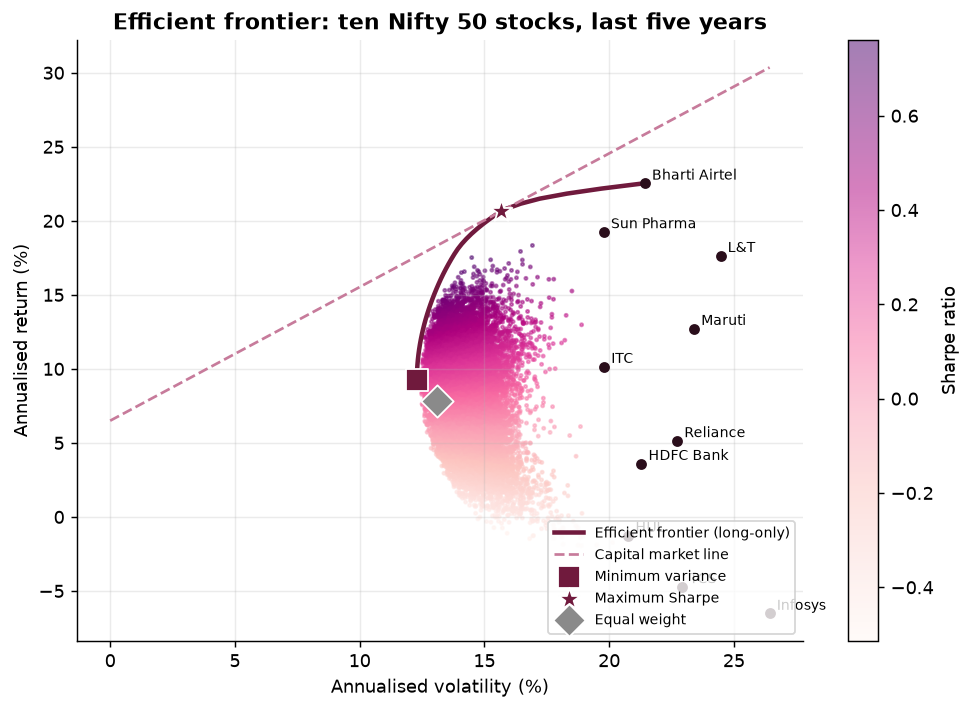 Efficient frontier: ten Nifty 50 stocks, last five years
Annualised return (%)
30
25
20
15
10
5
0
−5
0
5
10
15
20
25
Annualised volatility (%)
Bharti Airtel
Sun Pharma
L&T
Maruti
ITC
Reliance
HDFC Bank
HUL
Infosys
Efficient frontier (long-only)
Capital market line
Minimum variance
Maximum Sharpe
Equal weight
0.6
0.4
0.2
0.0
−0.2
−0.4
Sharpe ratio